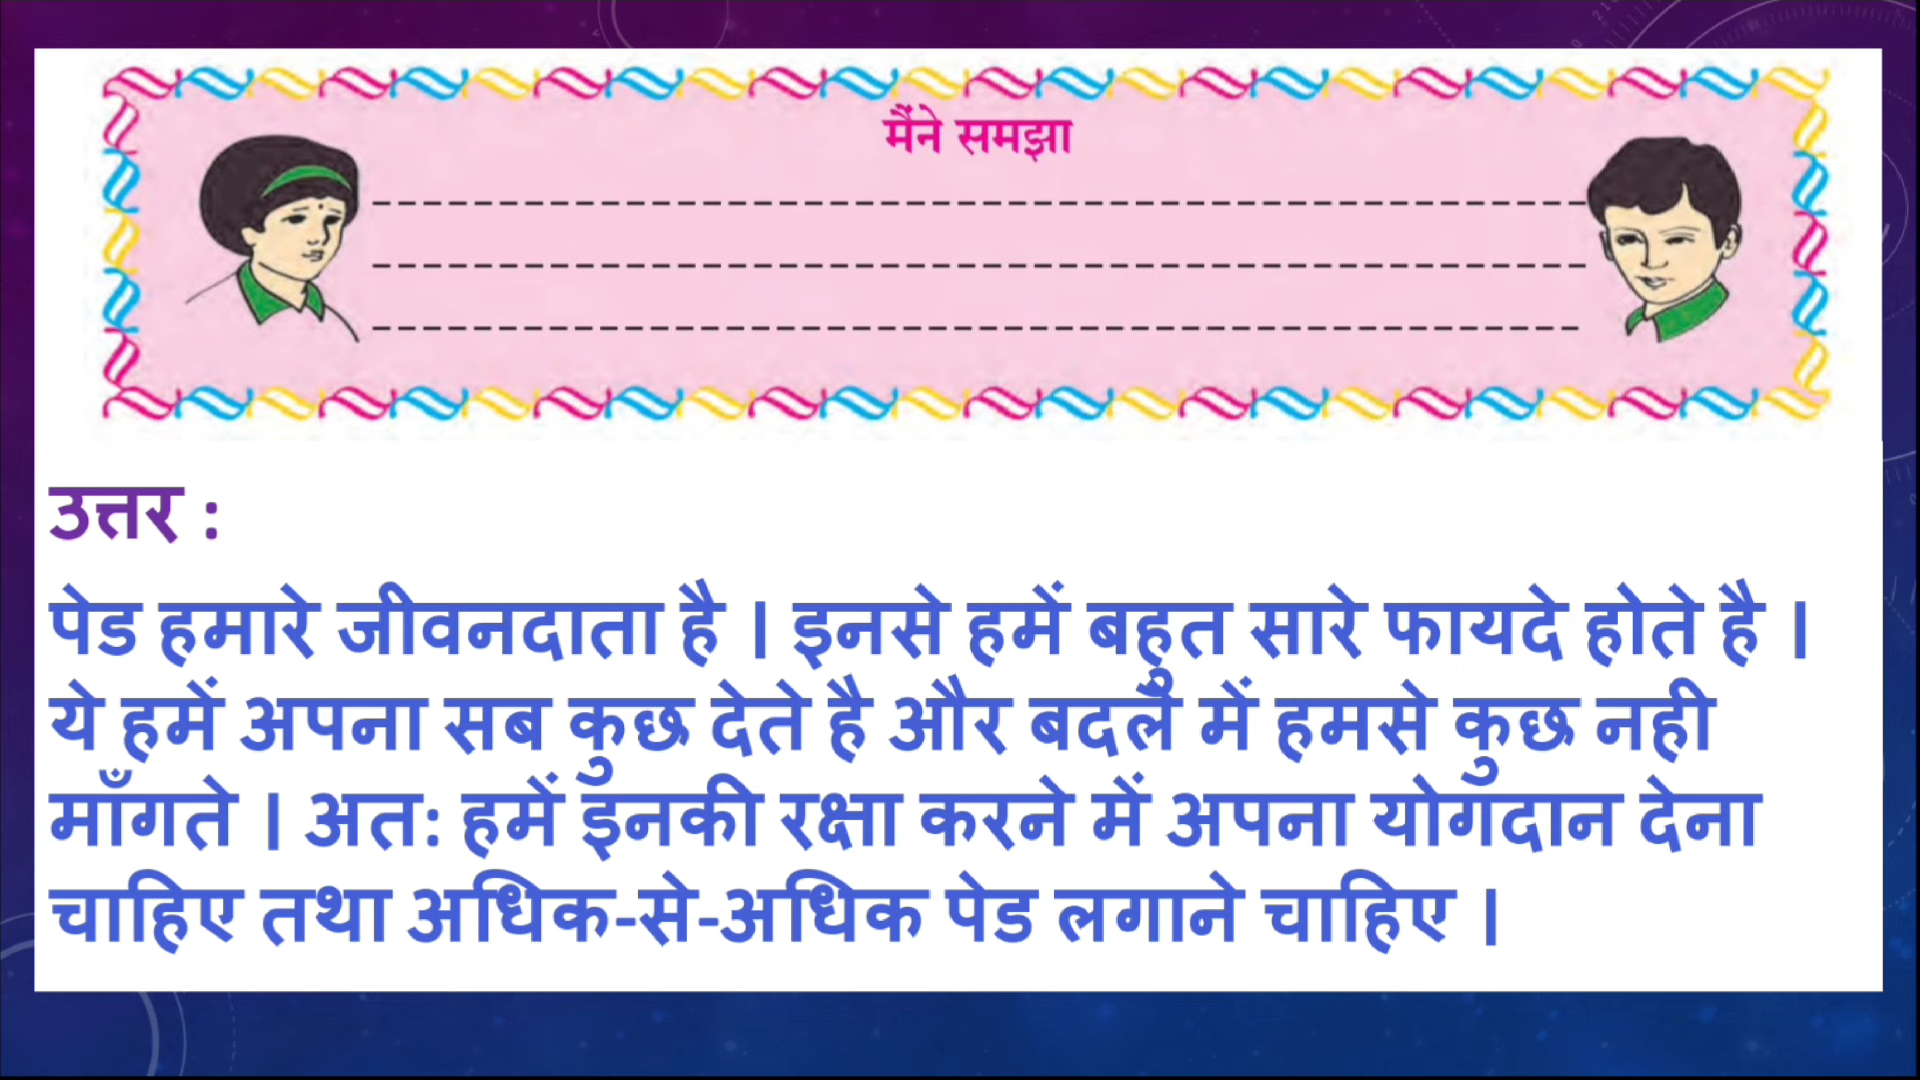 मैंने समझा
उत्तर :
पेड हमारे जीवनदाता है । इनसे हमें बहुत सारे फायदे होते है ।
ये हमें अपना सब कुछ देते है और बदले में हमसे कुछ नही
माँगते । अत: हमें इनकी रक्षा करने में अपना योगदान देना
चाहिए तथा अधिक-से-अधिक पेड लगाने चाहिए ।